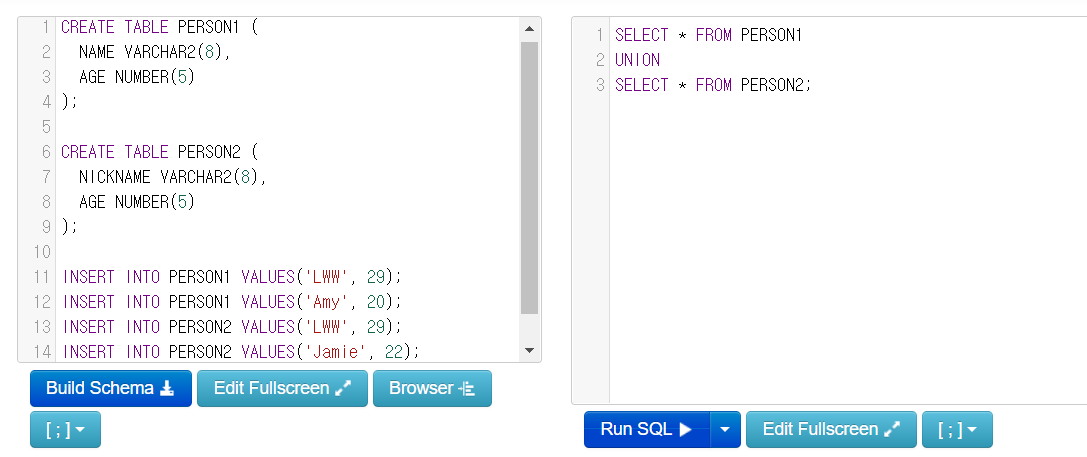 1 CREATE TABLE PERSON1 (
2 NAME VARCHAR2(8),
3 AGE NUMBER(5)
4 );
5
6 CREATE TABLE PERSON2 (
7 NICKNAME VARCHAR2(8),
8 AGE NUMBER(5)
9 );
10
11 INSERT INTO PERSON1 VALUES('LWW', 29);
12 INSERT INTO PERSON1 VALUES('Amy', 20);
13 INSERT INTO PERSON2 VALUES('LWW', 29);
14 INSERT INTO PERSON2 VALUES('Jamie', 22);
Build Schema
Edit Fullscreen
Browser
[ ; ]
1 SELECT * FROM PERSON1
2 UNION
3 SELECT * FROM PERSON2;
Run SQL
Edit Fullscreen
[ ; ]